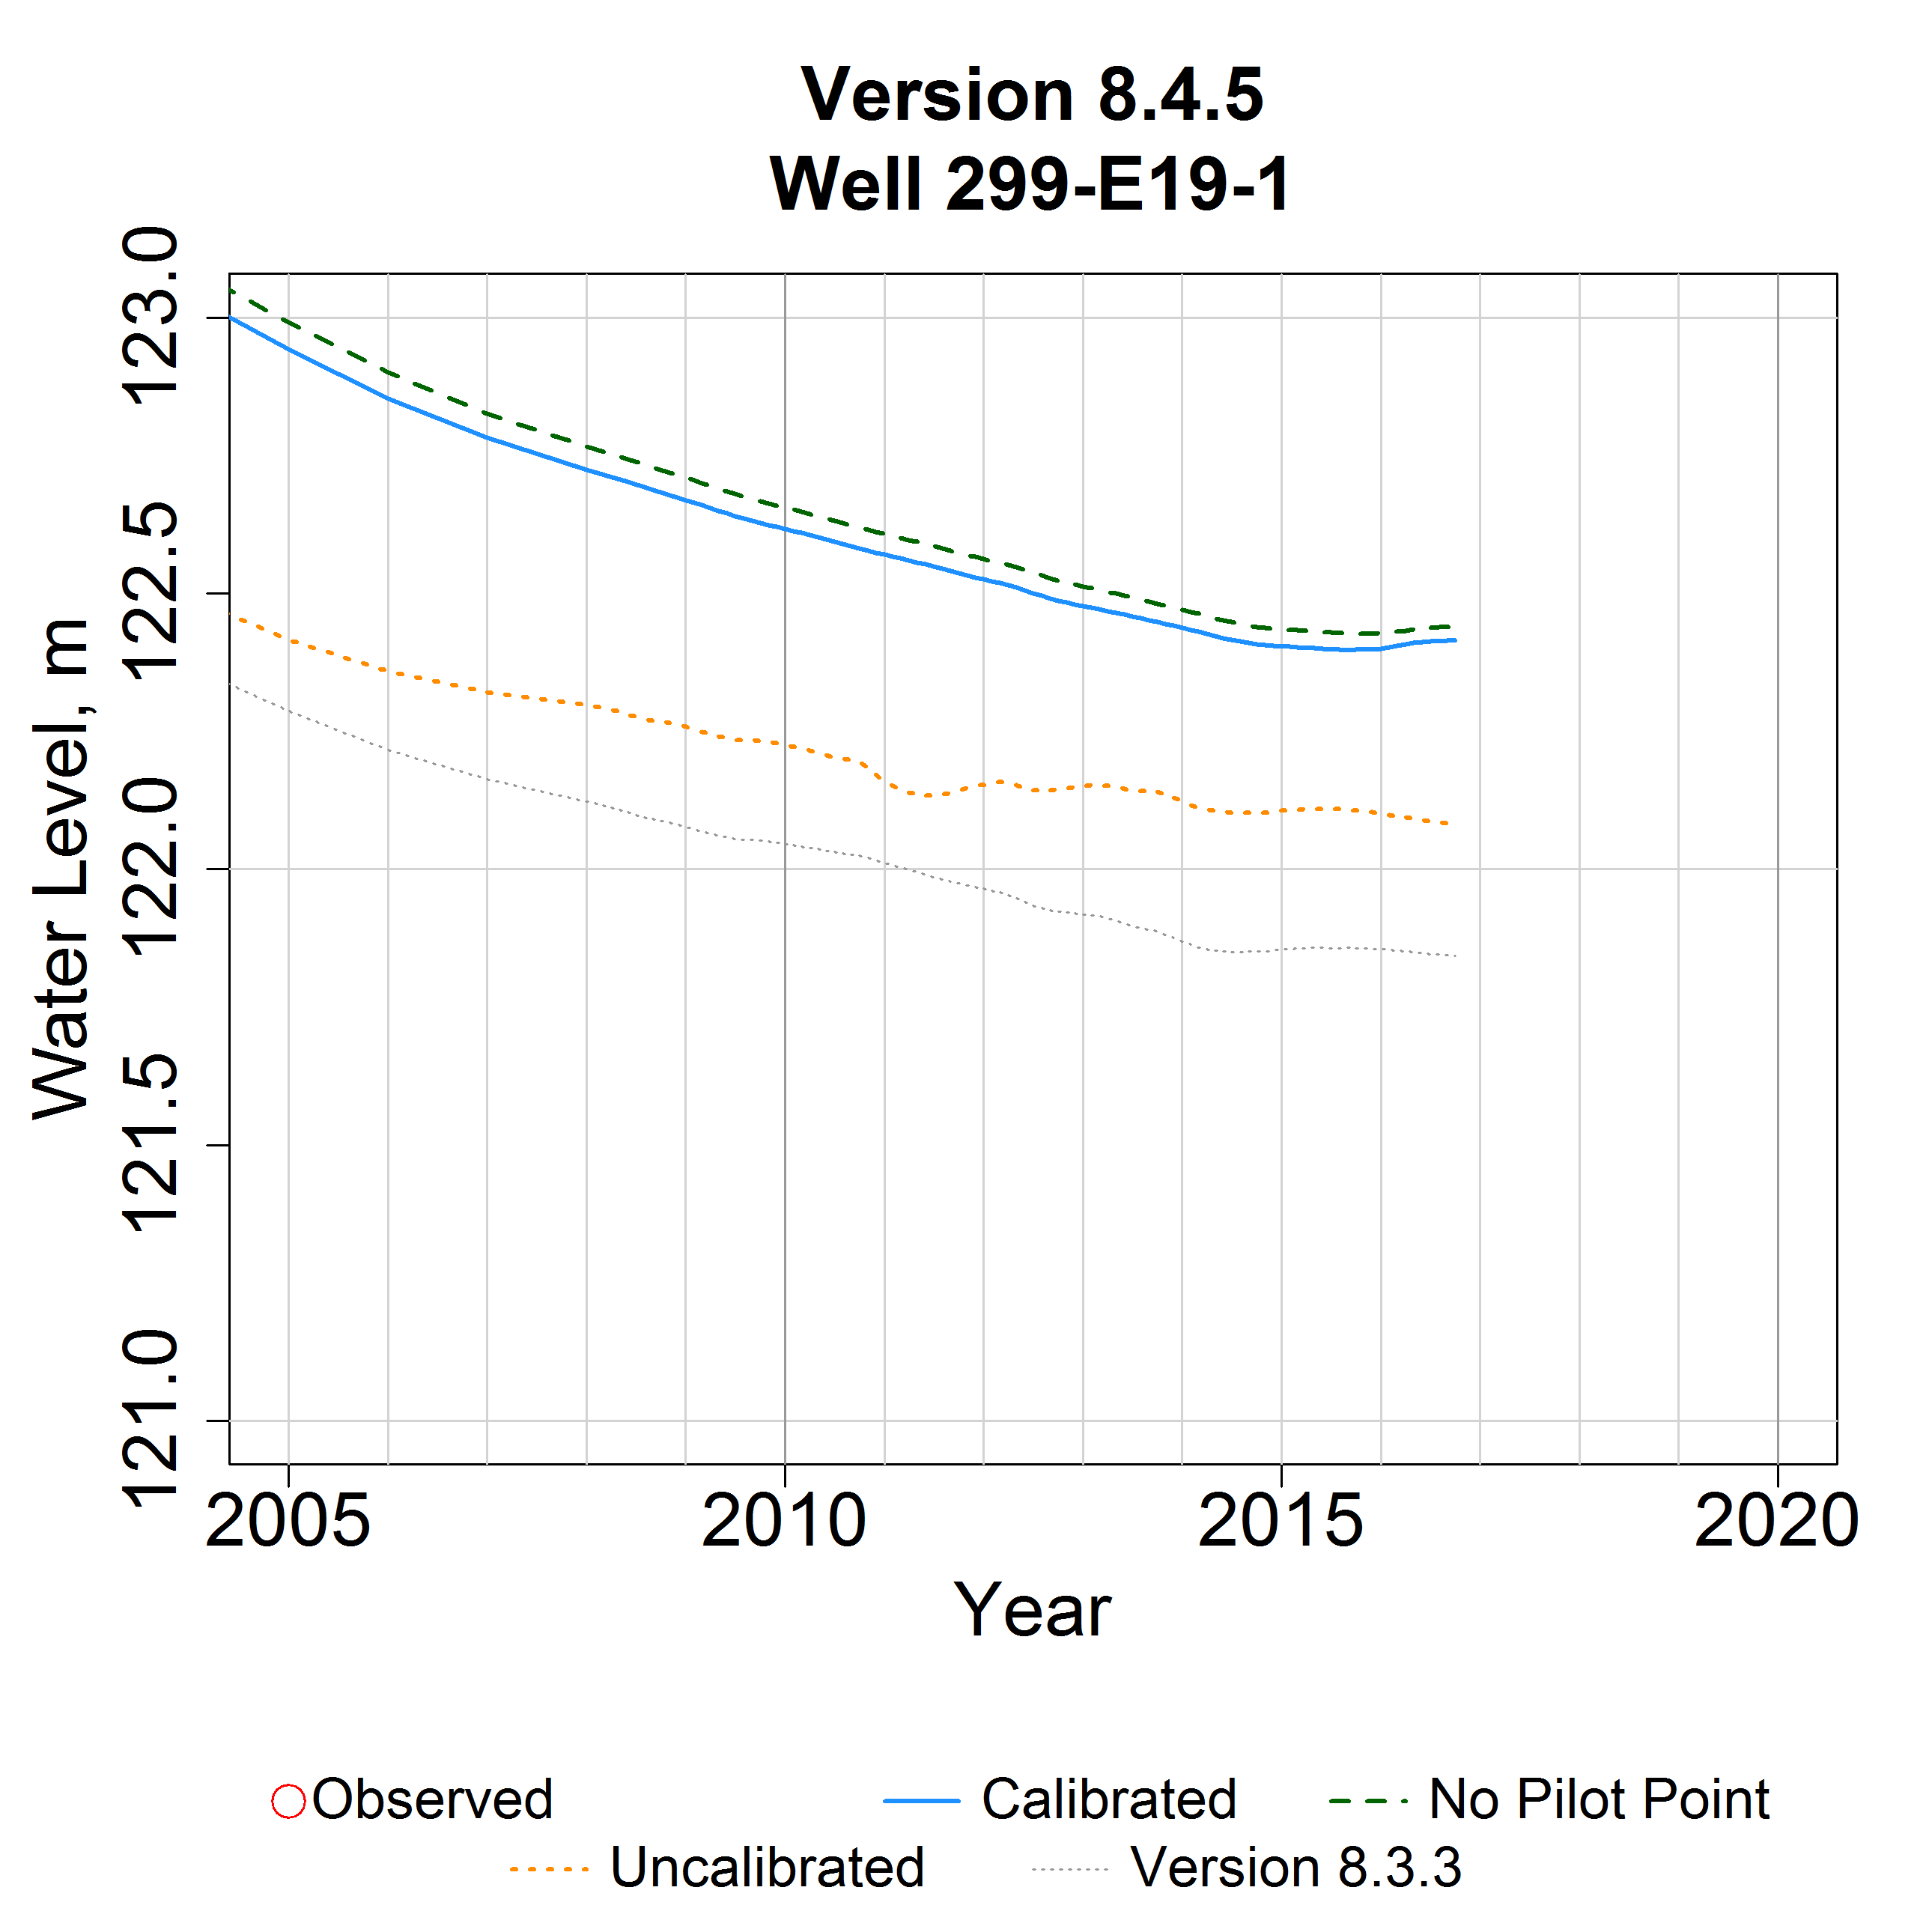 Version 8.4.5
Well 299-E19-1
Water Level, m
123.0
122.5
122.0
121.5
121.0
2005 2010 2015 2020
Year
Observed Calibrated No Pilot Point
Uncalibrated Version 8.3.3